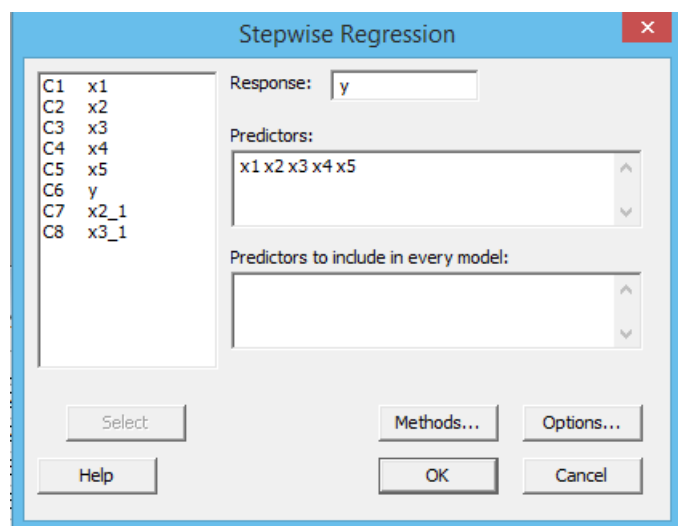 Stepwise Regression
C1 x1
C2 x2
C3 x3
C4 x4
C5 x5
C6 y
C7 x2_1
C8 x3_1
Response: y
Predictors:
x1 x2 x3 x4 x5
Predictors to include in every model:
Select
Methods...
Options...
Help
OK
Cancel